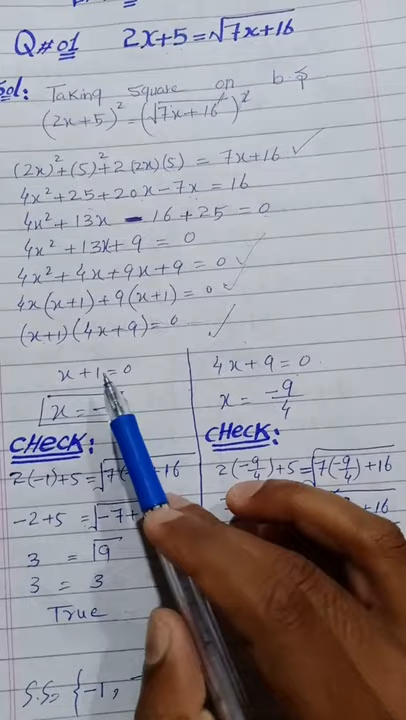 Q#01 2x+5=√7x+16
Sol: Taking square on b.s
(2x+5)² = (√7x+16)²
(2x)²+(5)²+2(2x)(5) = 7x+16
4x²+25+20x-7x = 16
4x²+13x-16+25 = 0
4x²+13x+9 = 0
4x²+4x+9x+9 = 0
4x(x+1)+9(x+1) = 0
(x+1)(4x+9) = 0
x+1=0
x = -
CHECK:
2(-1)+5=√7( +16
-2+5 = √-7+
3 = √9
3 = 3
True
4x+9 = 0
x = -9/4
CHECK:
2(-9/4)+5=√7(-9/4)+16
+16
S.S, {-1,